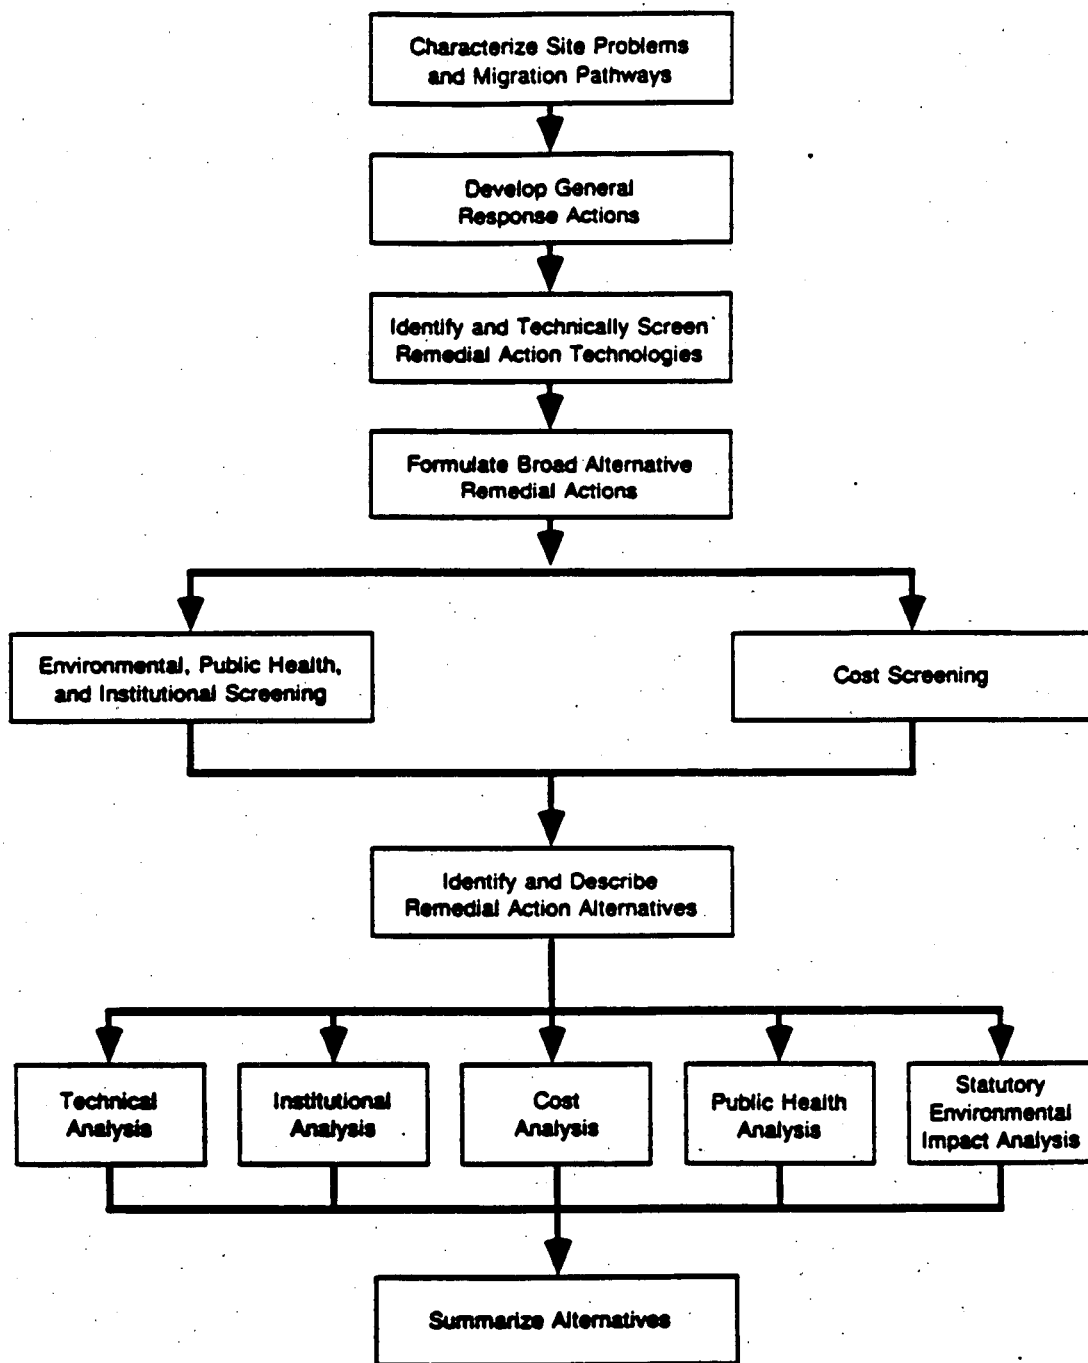 Characterize Site Problems
and Migration Pathways
Develop General
Response Actions
Identify and Technically Screen
Remedial Action Technologies
Formulate Broad Alternative
Remedial Actions
Environmental, Public Health,
and Institutional Screening
Cost Screening
Identify and Describe
Remedial Action Alternatives
Technical
Analysis
Institutional
Analysis
Cost
Analysis
Public Health
Analysis
Statutory
Environmental
Impact Analysis
Summarize Alternatives